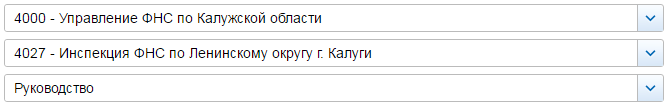 4000 - Управление ФНС по Калужской области
4027 - Инспекция ФНС по Ленинскому округу г. Калуги
Руководство